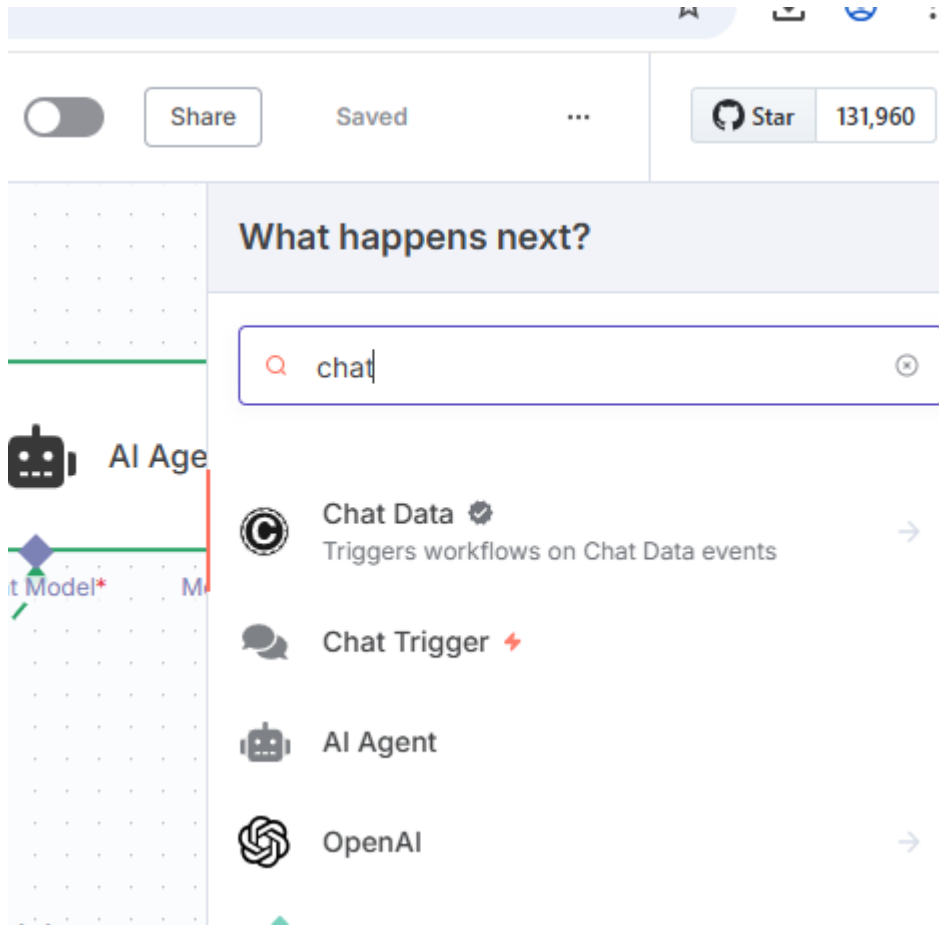 Share
Saved
...
Star
131,960
What happens next?
chat
AI Age
Chat Data
Triggers workflows on Chat Data events
t Model*
M
Chat Trigger
AI Agent
OpenAI